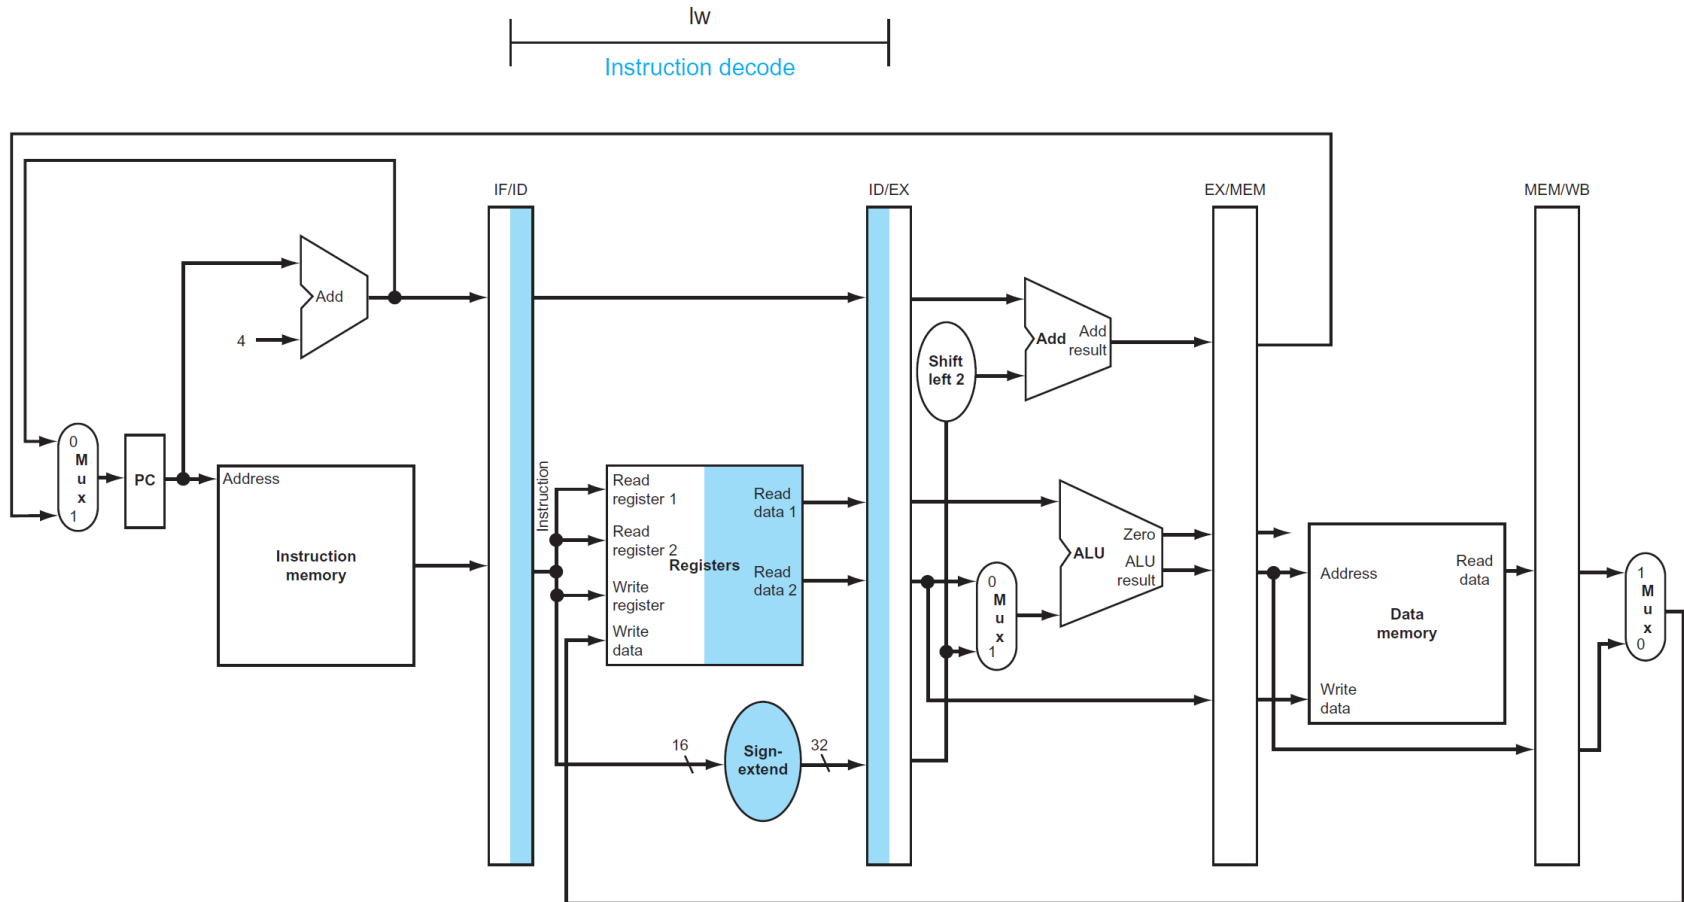 lw
Instruction decode
IF/ID
ID/EX
EX/MEM
MEM/WB
Add
4
Add
Add
result
Shift
left 2
0
M
u
x
1
PC
Address
Instruction
memory
Instruction
Read
register 1
Read
register 2
Write
register
Write
data
Registers
Read
data 1
Read
data 2
16
Sign-
extend
32
0
M
u
x
1
ALU
Zero
ALU
result
Address
Read
data
Data
memory
Write
data
1
M
u
x
0